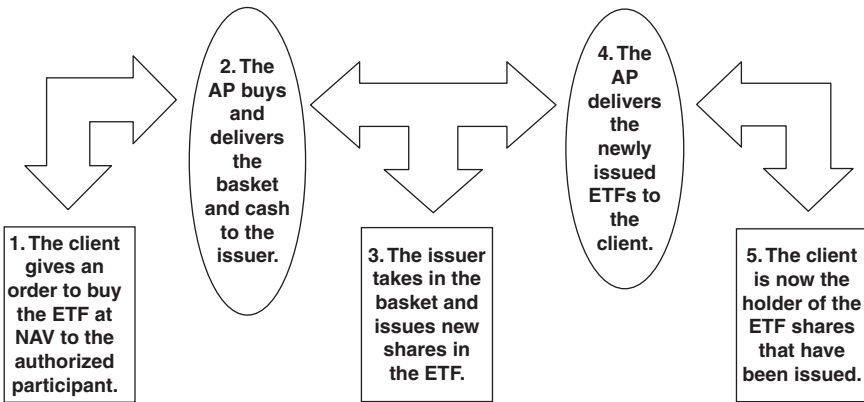 1. The client
gives an
order to buy
the ETF at
NAV to the
authorized
participant.
2. The
AP buys
and
delivers
the
basket
and cash
to the
issuer.
3. The issuer
takes in the
basket and
issues new
shares in
the ETF.
4. The
AP
delivers
the
newly
issued
ETFs to
the
client.
5. The client
is now the
holder of the
ETF shares
that have
been issued.